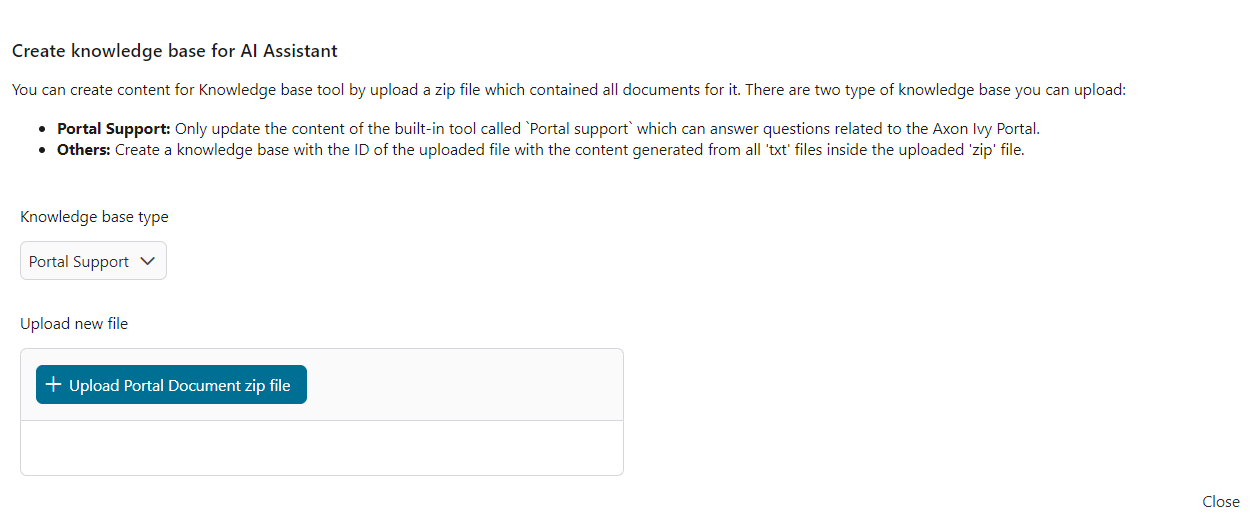 Create knowledge base for AI Assistant
You can create content for Knowledge base tool by upload a zip file which contained all documents for it. There are two type of knowledge base you can upload:
• Portal Support: Only update the content of the built-in tool called `Portal support` which can answer questions related to the Axon Ivy Portal.
• Others: Create a knowledge base with the ID of the uploaded file with the content generated from all 'txt' files inside the uploaded 'zip' file.
Knowledge base type
Portal Support
Upload new file
+ Upload Portal Document zip file
Close